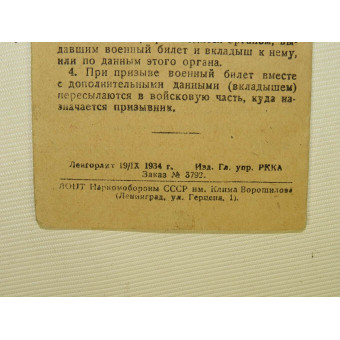 органом, вы-
давшим военный билет и вкладыш к нему,
или по данным этого органа.
4. При призыве военный билет вместе
с дополнительными данными (вкладышем)
пересылаются в войсковую часть, куда на-
значается призывник.
Ленгорлит 19/IX 1934 г. Изд. Гл. упр. РККА
Заказ № 3792.
Наркомобороны СССР им. Клима Ворошилова
(Ленинград, ул. Герцена, 1).